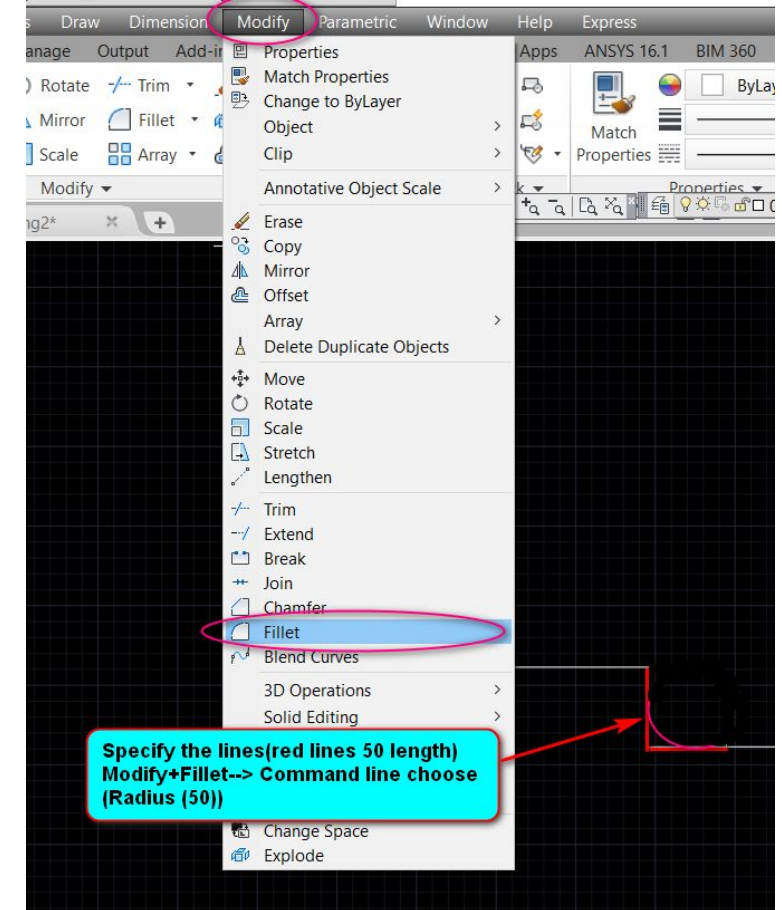 s Draw Dimension Modify Parametric Window Help Express
anage Output Add-in Apps ANSYS 16.1 BIM 360
Rotate Trim
Mirror Fillet
Scale Array
Modify
Match
Properties
ByLay
Properties
ng2*
Properties
Match Properties
Change to ByLayer
Object
Clip
Annotative Object Scale
Erase
Copy
Mirror
Offset
Array
Delete Duplicate Objects
Move
Rotate
Scale
Stretch
Lengthen
Trim
Extend
Break
Join
Chamfer
Fillet
Blend Curves
3D Operations
Solid Editing
Change Space
Explode
Specify the lines(red lines 50 length)
Modify+Fillet--> Command line choose
(Radius (50))